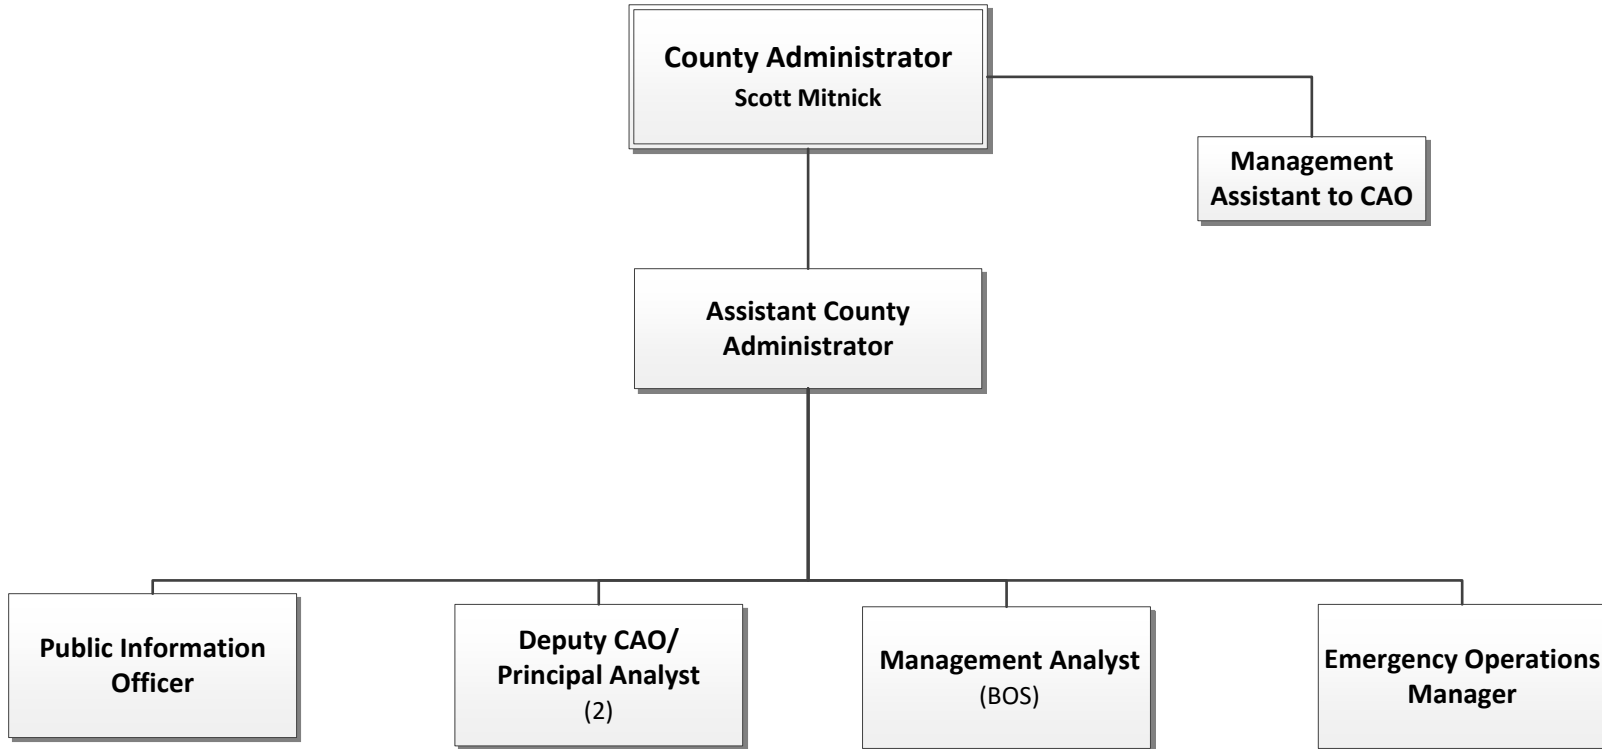 County Administrator
Scott Mitnick
Management
Assistant to CAO
Assistant County
Administrator
Public Information
Officer
Deputy CAO/
Principal Analyst
(2)
Management Analyst
(BOS)
Emergency Operations
Manager